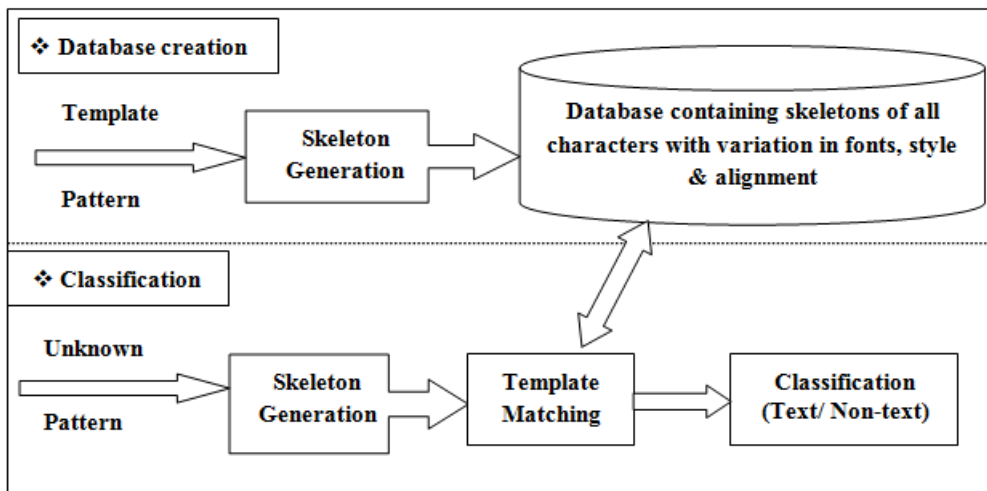 ❖ Database creation
Template
Pattern
Skeleton
Generation
Database containing skeletons of all
characters with variation in fonts, style
& alignment
❖ Classification
Unknown
Pattern
Skeleton
Generation
Template
Matching
Classification
(Text/ Non-text)